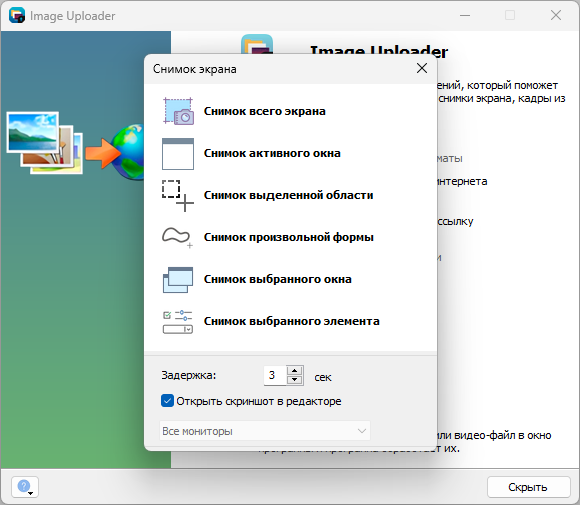 Image Uploader
Image Uploader
Снимок экрана
ений, который поможет
снимки экрана, кадры из
Снимок всего экрана
Снимок активного окна
маты
Снимок выделенной области
интернета
Снимок произвольной формы
ссылку
Снимок выбранного окна
Снимок выбранного элемента
Задержка:
3
сек
Открыть скриншот в редакторе
Все мониторы
или видео-файл в окно
их.
Скрыть